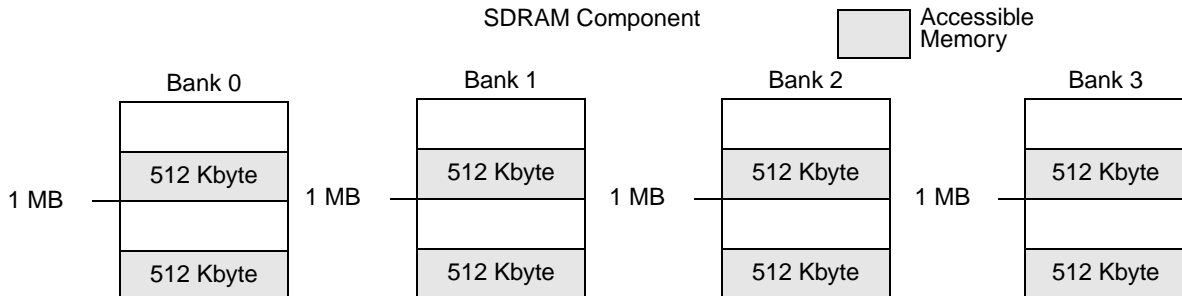 SDRAM Component
Accessible
Memory
Bank 0
Bank 1
Bank 2
Bank 3
512 Kbyte
512 Kbyte
512 Kbyte
512 Kbyte
1 MB
1 MB
1 MB
1 MB
512 Kbyte
512 Kbyte
512 Kbyte
512 Kbyte